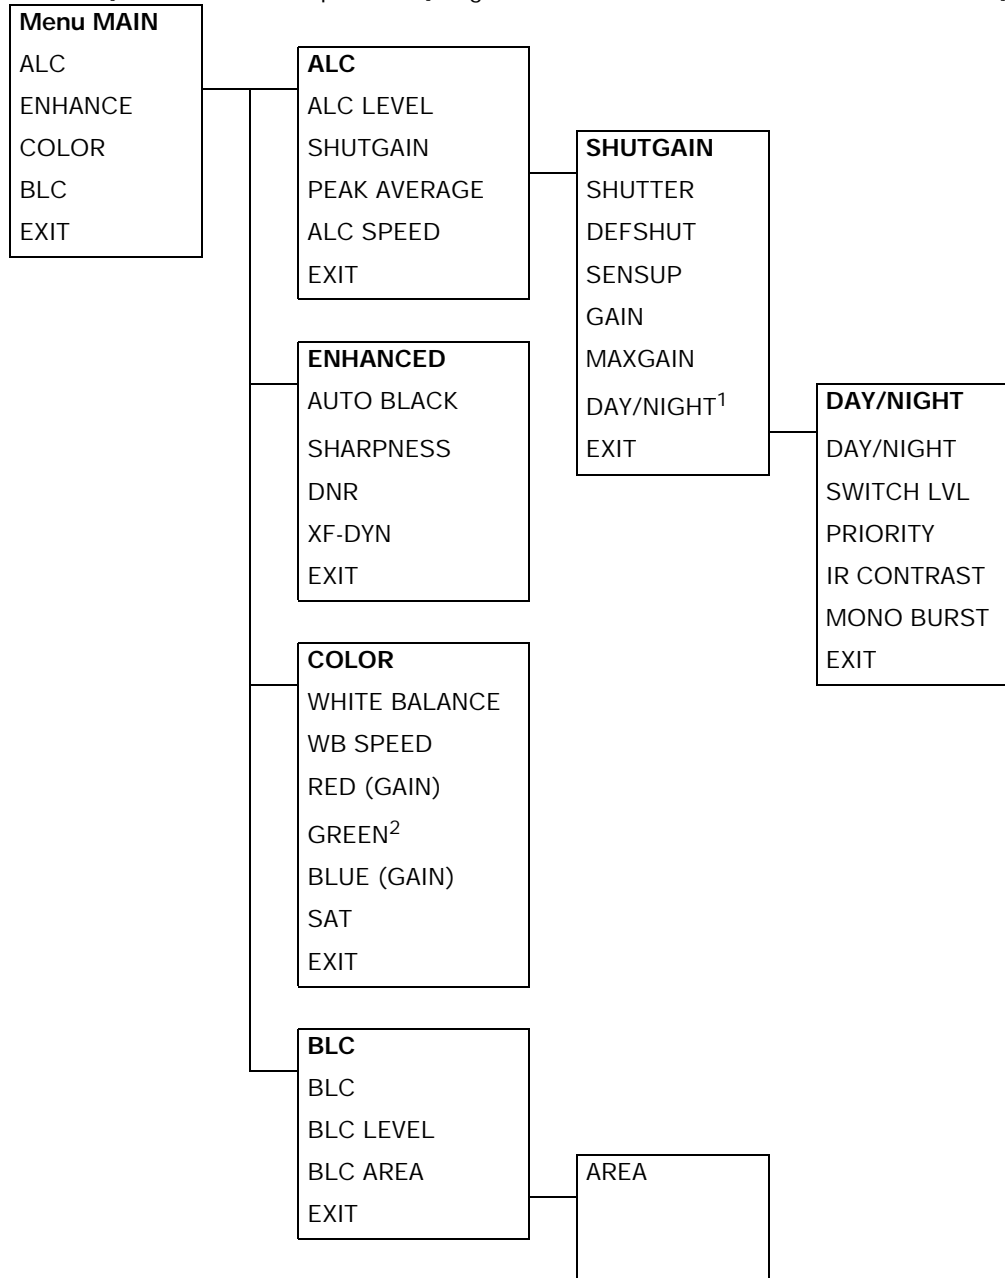 Menu MAIN
ALC
ENHANCE
COLOR
BLC
EXIT
ALC
ALC LEVEL
SHUTGAIN
PEAK AVERAGE
ALC SPEED
EXIT
SHUTGAIN
SHUTTER
DEFSHUT
SENSUP
GAIN
MAXGAIN
DAY/NIGHT1
EXIT
DAY/NIGHT
DAY/NIGHT
SWITCH LVL
PRIORITY
IR CONTRAST
MONO BURST
EXIT
ENHANCED
AUTO BLACK
SHARPNESS
DNR
XF-DYN
EXIT
COLOR
WHITE BALANCE
WB SPEED
RED (GAIN)
GREEN2
BLUE (GAIN)
SAT
EXIT
BLC
BLC
BLC LEVEL
BLC AREA
EXIT
AREA